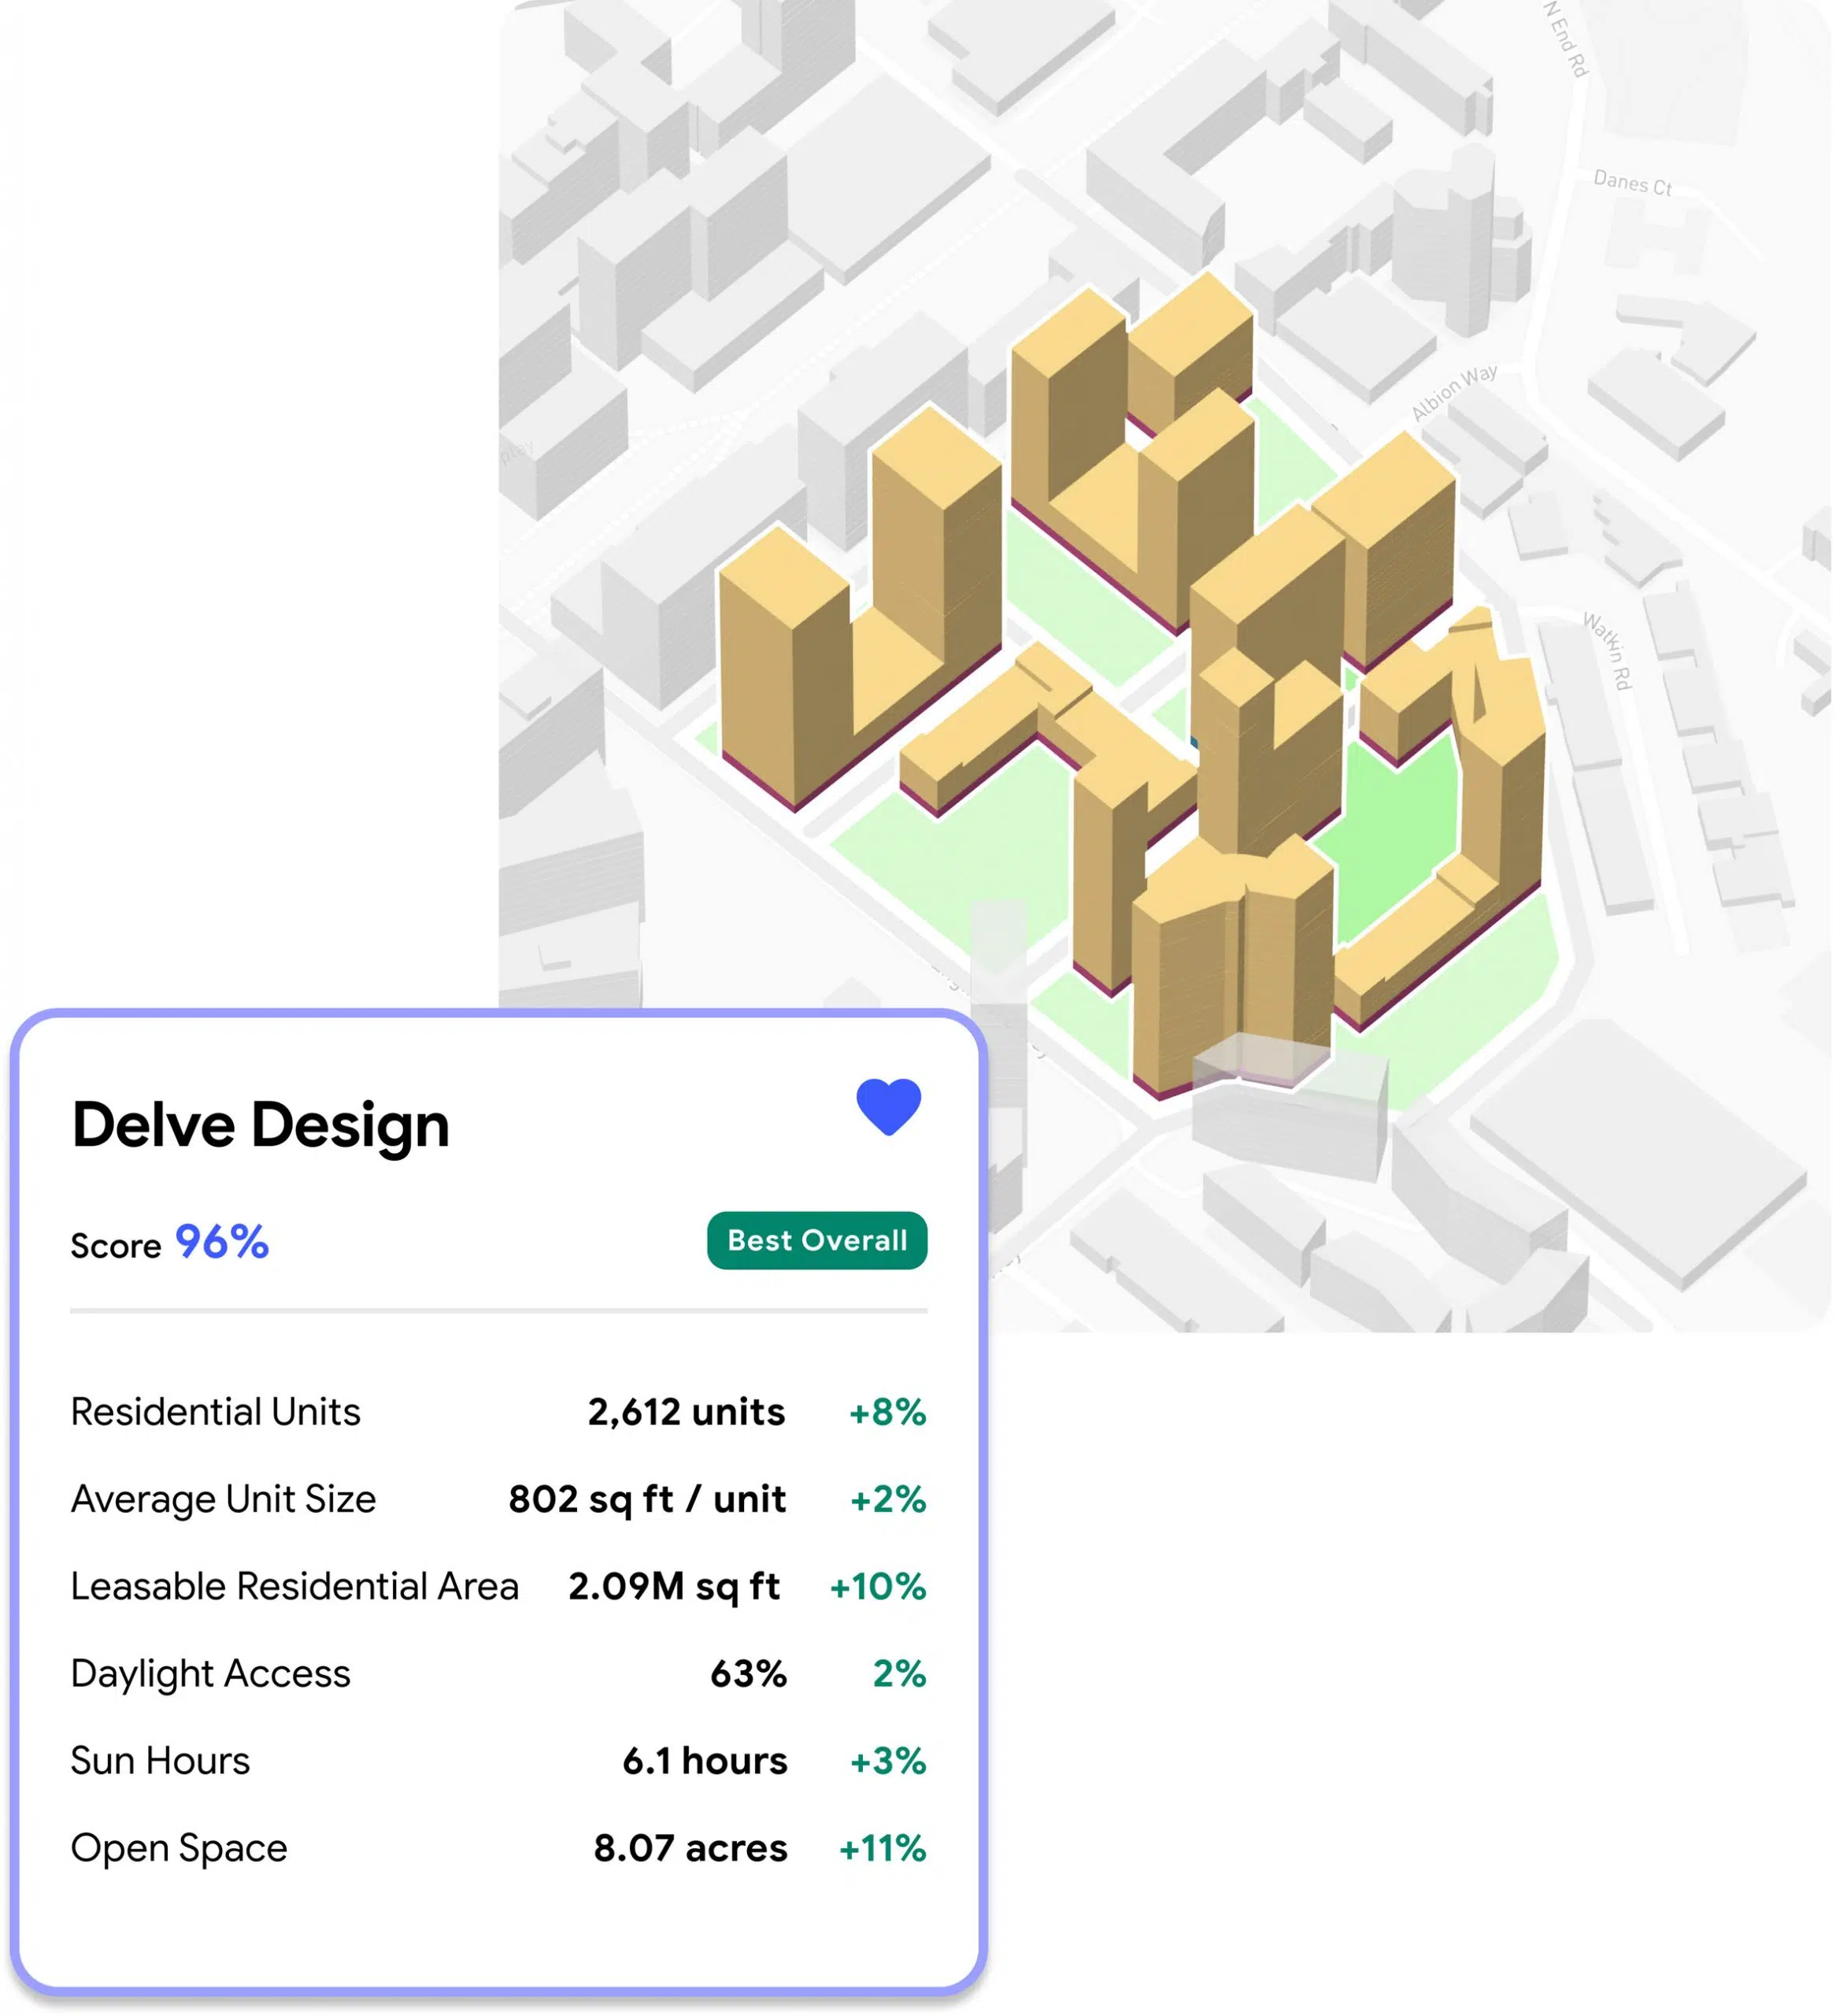 N End Rd
Danes Ct
Albion Way
Watkin Rd
Delve Design
Score 96%
Best Overall
Residential Units 2,612 units +8%
Average Unit Size 802 sq ft / unit +2%
Leasable Residential Area 2.09M sq ft +10%
Daylight Access 63% 2%
Sun Hours 6.1 hours +3%
Open Space 8.07 acres +11%